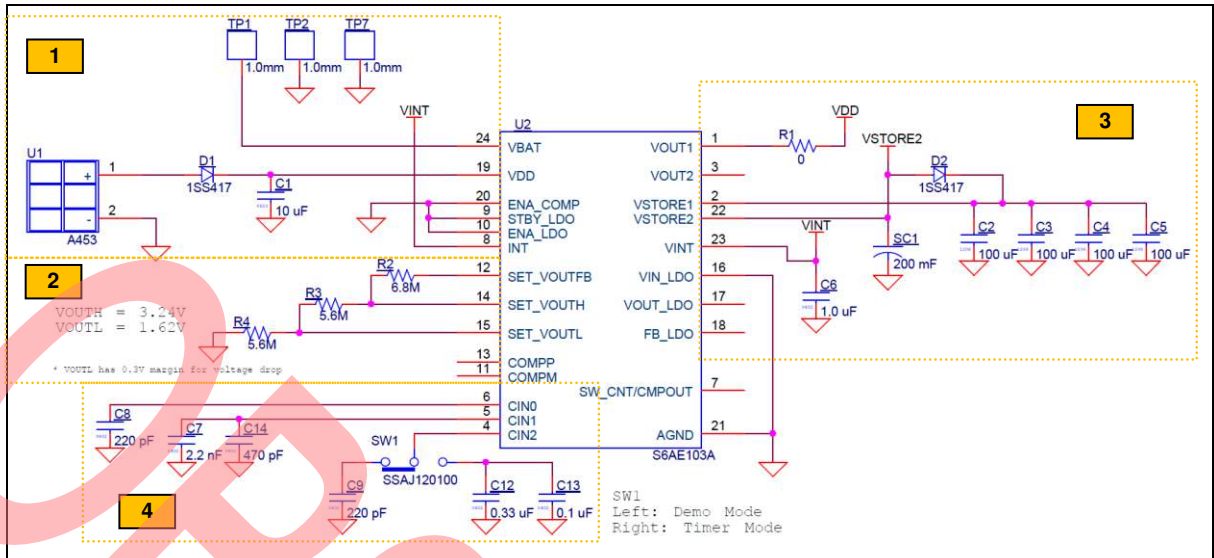 1
TP1
TP2
TP7
1.0mm
1.0mm
1.0mm
VINT
U1
1
+
2
-
A453
D1
1SS417
C1
10 uF
U2
24
VBAT
19
VDD
20
ENA_COMP
9
STBY_LDO
10
ENA_LDO
8
INT
12
SET_VOUTFB
14
SET_VOUTH
15
SET_VOUTL
13
COMPP
11
COMPM
6
CIN0
5
CIN1
4
CIN2
VOUT1
1
VOUT2
3
VSTORE1
2
VSTORE2
22
VINT
23
VIN_LDO
16
VOUT_LDO
17
FB_LDO
18
SW_CNT/CMPOUT
7
AGND
21
S6AE103A
3
R1
0
VDD
VSTORE2
D2
1SS417
VINT
SC1
200 mF
C2
100 uF
C3
100 uF
C4
100 uF
C5
100 uF
C6
1.0 uF
2
VOUTH = 3.24V
VOUTL = 1.62V
* VOUTL has 0.3V margin for voltage drop
R2
6.8M
R3
5.6M
R4
5.6M
4
C8
220 pF
C7
2.2 nF
C14
470 pF
SW1
SSAJ120100
C9
220 pF
C12
0.33 uF
C13
0.1 uF
SW1
Left: Demo Mode
Right: Timer Mode